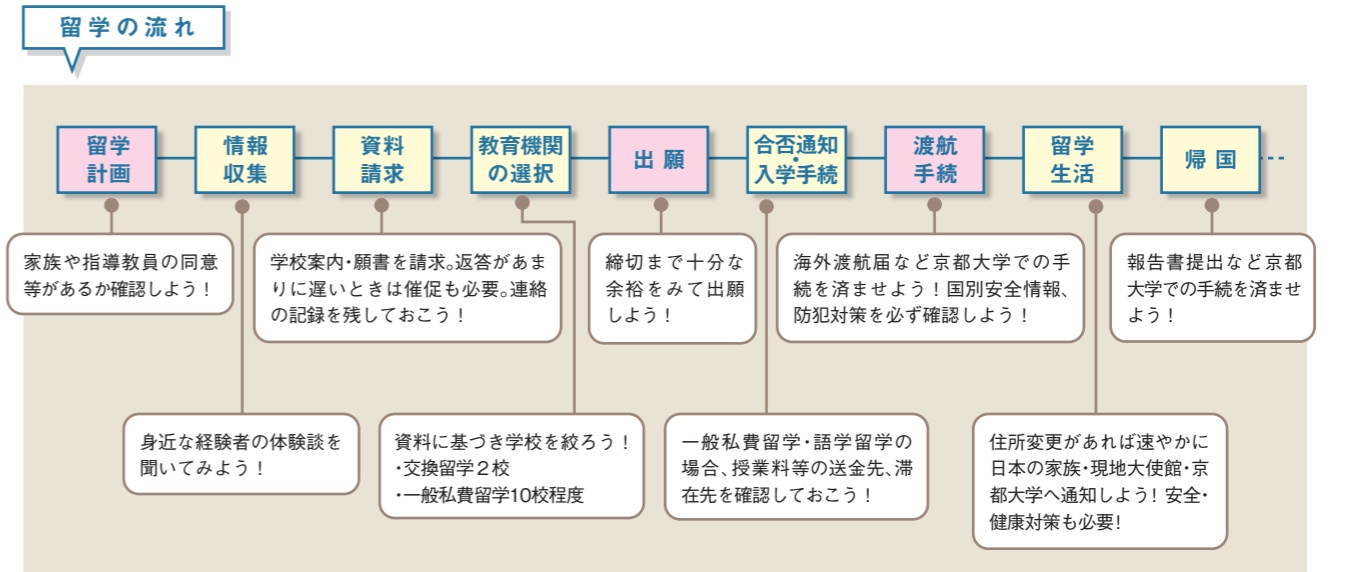 留学の流れ
留学
計画
情報
収集
資料
請求
教育機関
の選択
出願
合否通知
・
入学手続
渡航
手続
留学
生活
帰国
家族や指導教員の同意
等があるか確認しよう！
学校案内・願書を請求。返答があま
りに遅いときは催促も必要。連絡
の記録を残しておこう！
締切まで十分な
余裕をみて出願
しよう！
海外渡航届など京都大学での手
続を済ませよう！国別安全情報、
防犯対策を必ず確認しよう！
報告書提出など京都
大学での手続を済ませ
よう！
身近な経験者の体験談を
聞いてみよう！
資料に基づき学校を絞ろう！
・交換留学２校
・一般私費留学10校程度
一般私費留学・語学留学の
場合、授業料等の送金先、滞
在先を確認しておこう！
住所変更があれば速やかに
日本の家族・現地大使館・京
都大学へ通知しよう！安全・
健康対策も必要！